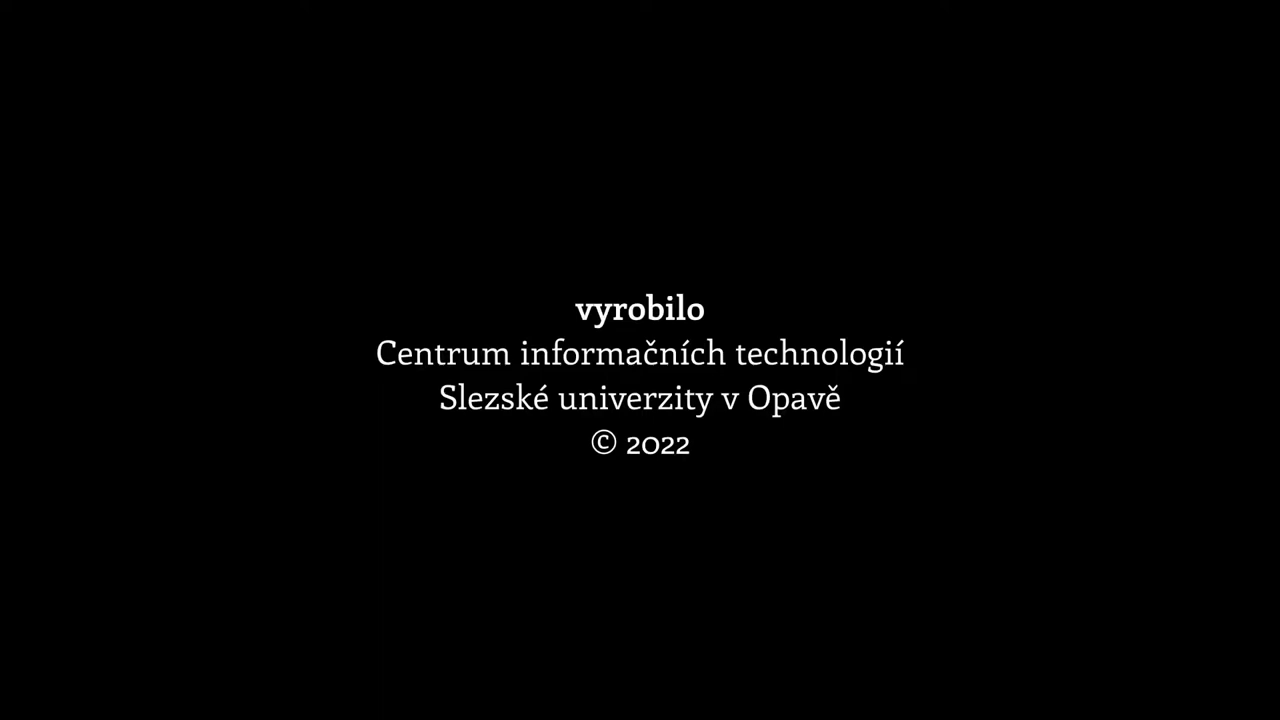 vyrobilo
Centrum informačních technologií
Slezské univerzity v Opavě
© 2022